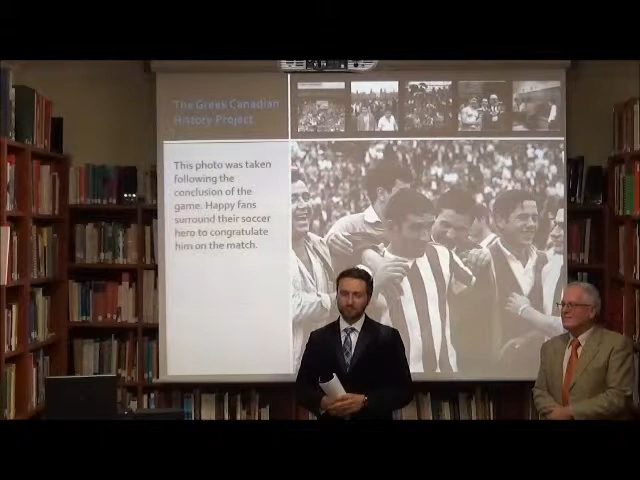 The Greek Canadian
History Project
This photo was taken
following the
conclusion of the
game. Happy fans
surround their soccer
hero to congratulate
him on the match.